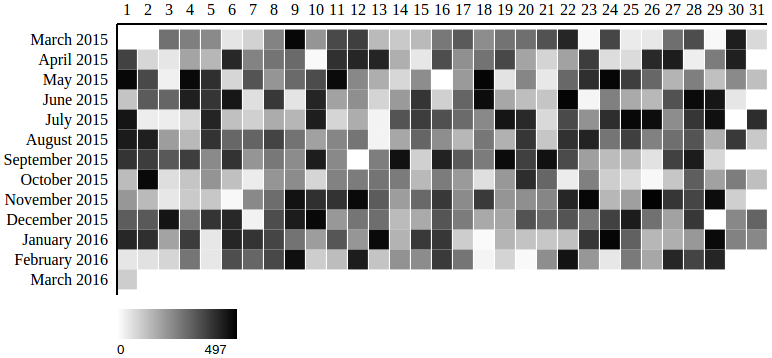 1 2 3 4 5 6 7 8 9 10 11 12 13 14 15 16 17 18 19 20 21 22 23 24 25 26 27 28 29 30 31
March 2015
April 2015
May 2015
June 2015
July 2015
August 2015
September 2015
October 2015
November 2015
December 2015
January 2016
February 2016
March 2016
0 497